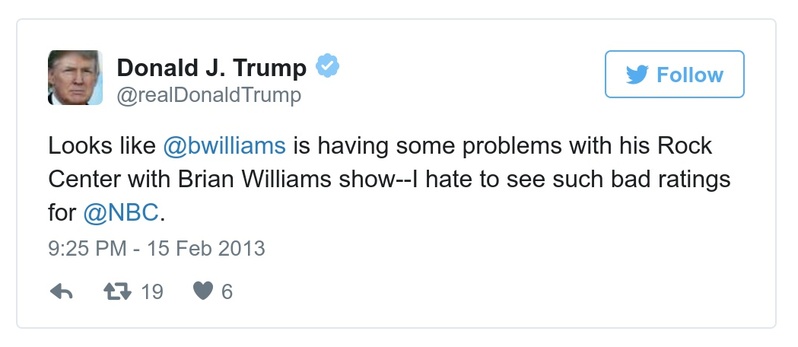 Donald J. Trump
@realDonaldTrump
Follow
Looks like @bwilliams is having some problems with his Rock
Center with Brian Williams show--I hate to see such bad ratings
for @NBC.
9:25 PM - 15 Feb 2013
19 6